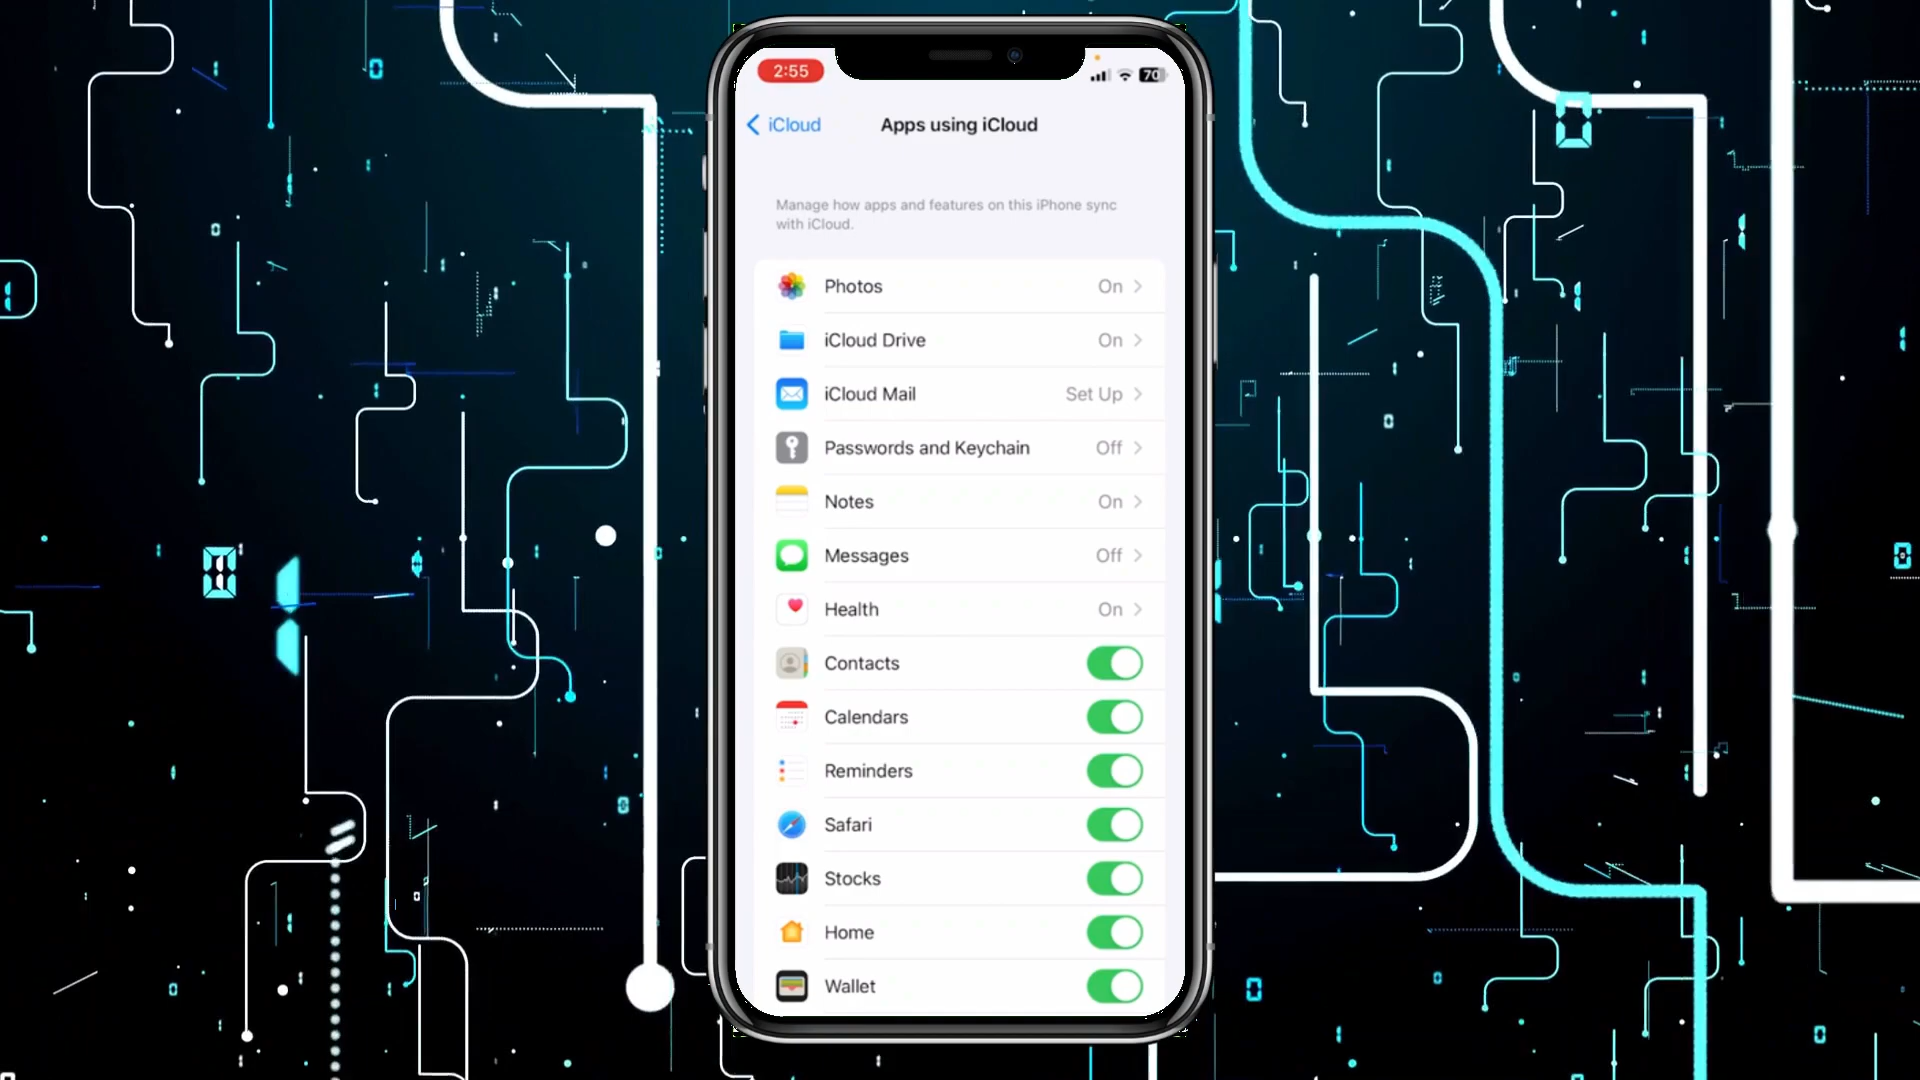 2:55
70
iCloud
Apps using iCloud
Manage how apps and features on this iPhone sync
with iCloud.
Photos On
iCloud Drive On
iCloud Mail Set Up
Passwords and Keychain Off
Notes On
Messages Off
Health On
Contacts
Calendars
Reminders
Safari
Stocks
Home
Wallet